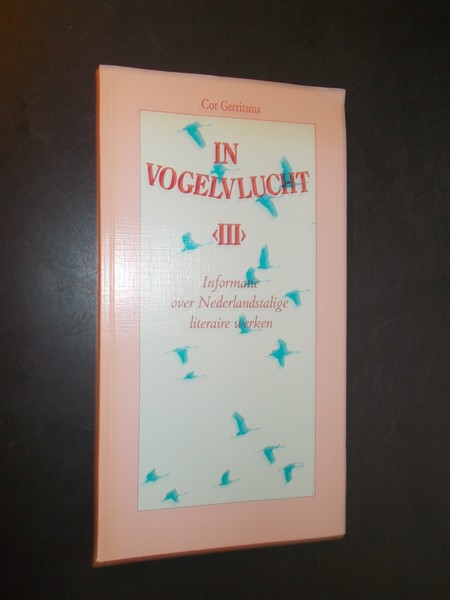 Cor Gerritsma
IN
VOGELVLUCHT
‹III›
Informatie
over Nederlandstalige
literaire werken